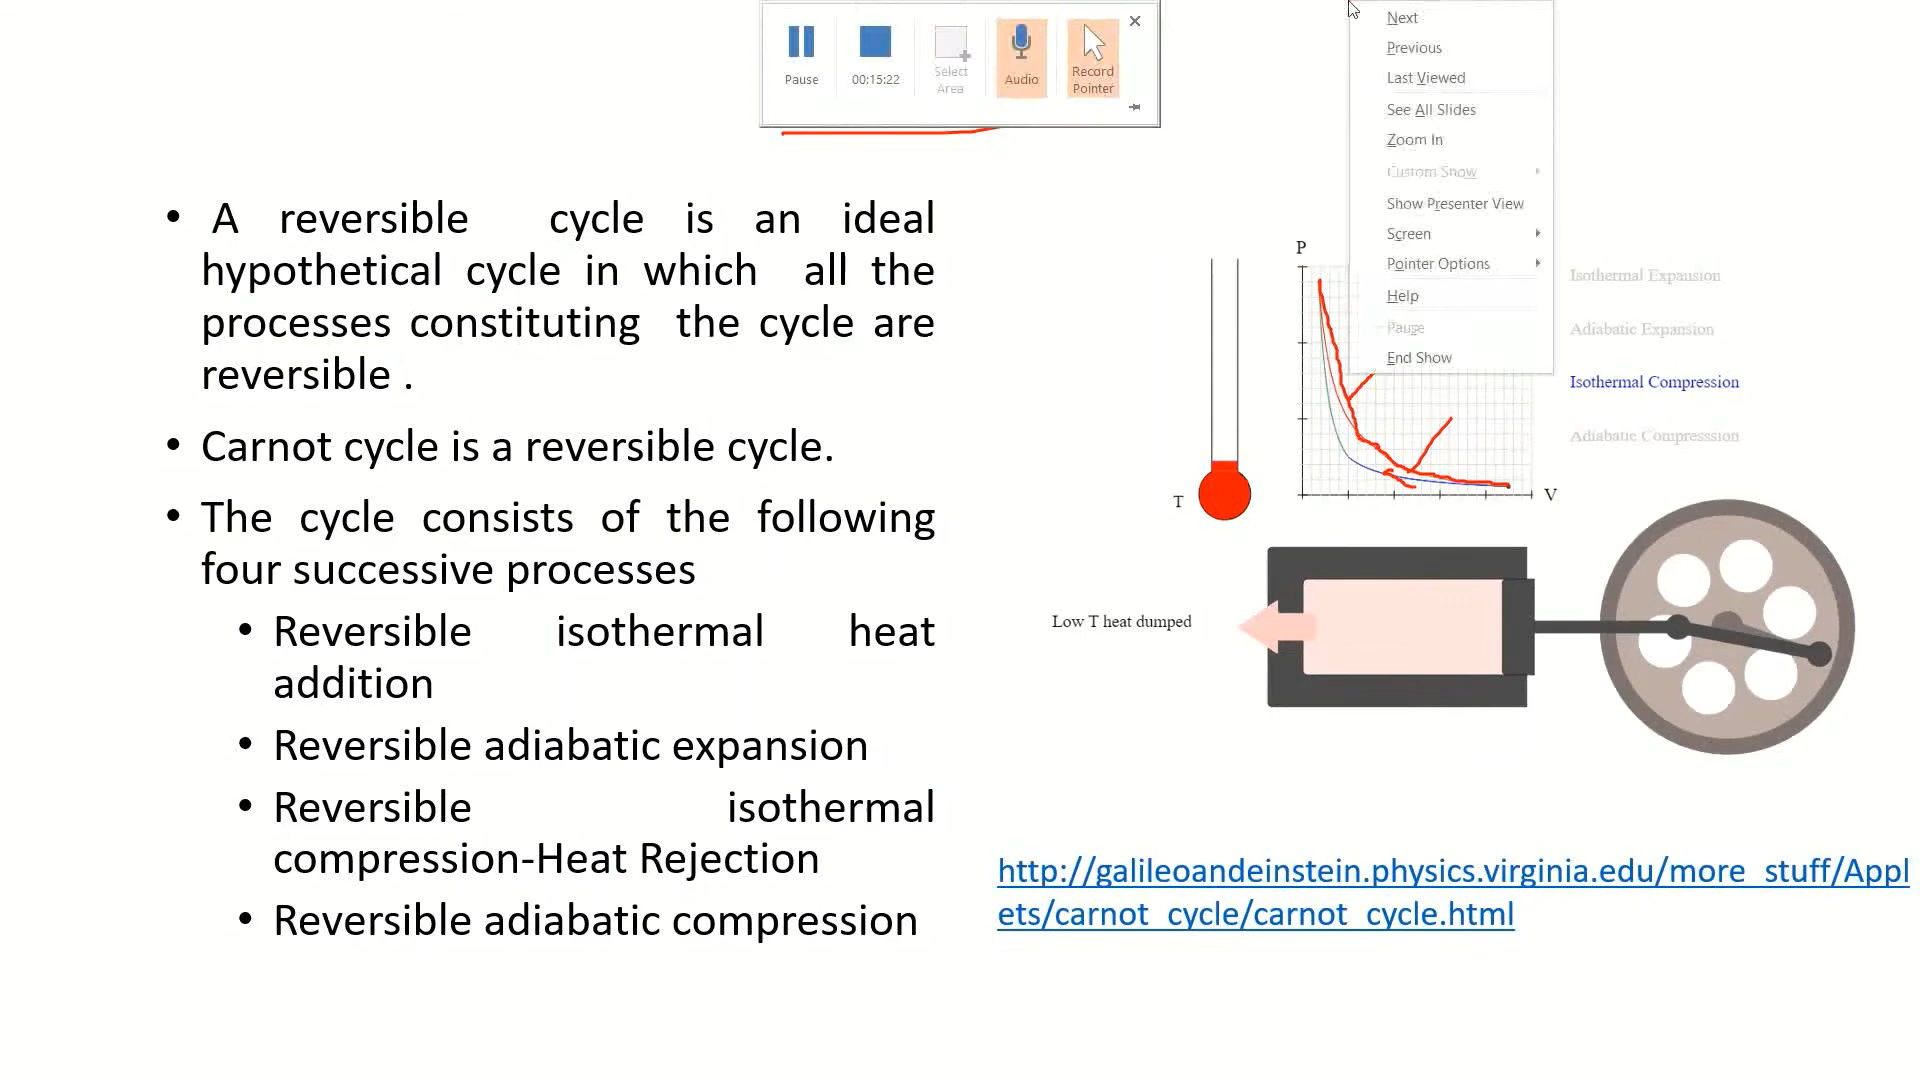 Pause
00:15:22
Select
Area
Audio
Record
Pointer
Next
Previous
Last Viewed
See All Slides
Zoom In
Custom Show
Show Presenter View
Screen
Pointer Options
Help
Pause
End Show
• A reversible cycle is an ideal
hypothetical cycle in which all the
processes constituting the cycle are
reversible .
• Carnot cycle is a reversible cycle.
• The cycle consists of the following
four successive processes
• Reversible isothermal heat
addition
• Reversible adiabatic expansion
• Reversible isothermal
compression-Heat Rejection
• Reversible adiabatic compression
P
V
T
Isothermal Expansion
Adiabatic Expansion
Isothermal Compression
Adiabatic Compresssion
Low T heat dumped
http://galileoandeinstein.physics.virginia.edu/more_stuff/Appl
ets/carnot_cycle/carnot_cycle.html